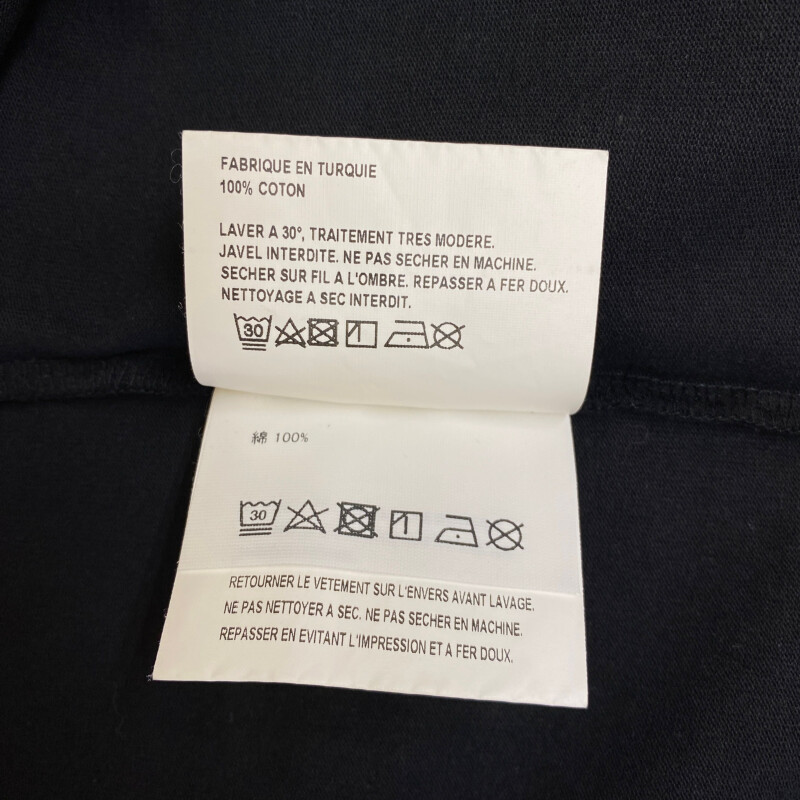 FABRIQUE EN TURQUIE
100% COTON
LAVER A 30°, TRAITEMENT TRES MODERE.
JAVEL INTERDITE. NE PAS SECHER EN MACHINE.
SECHER SUR FIL A L'OMBRE. REPASSER A FER DOUX.
NETTOYAGE A SEC INTERDIT.
30
綿 100%
30
RETOURNER LE VETEMENT SUR L'ENVERS AVANT LAVAGE.
NE PAS NETTOYER A SEC. NE PAS SECHER EN MACHINE.
REPASSER EN EVITANT L'IMPRESSION ET A FER DOUX.